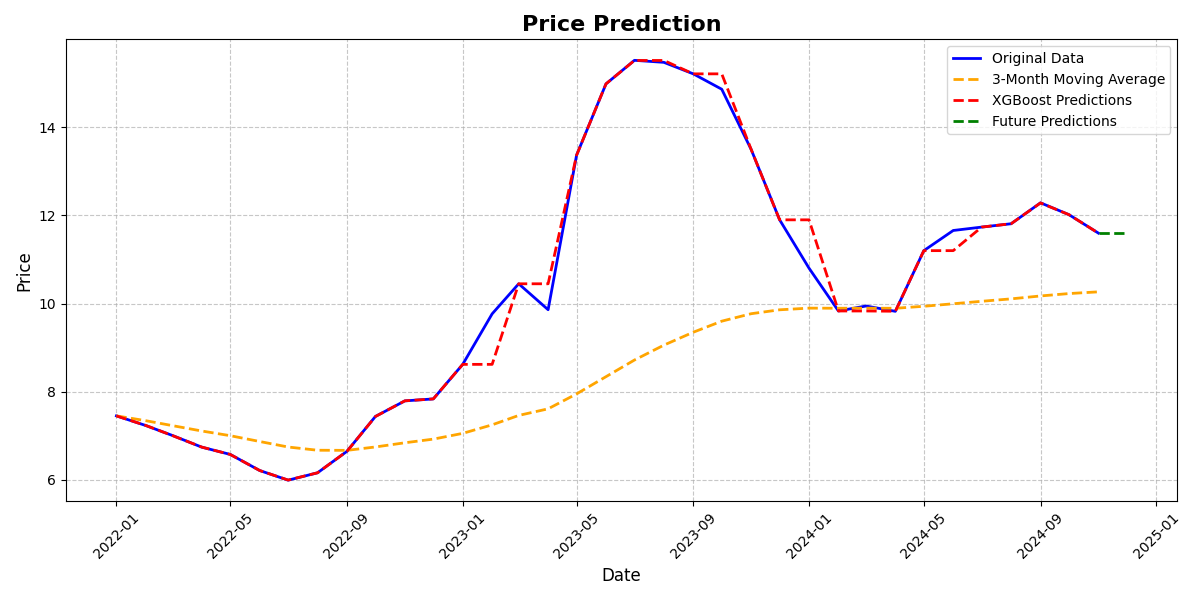 Price Prediction
Original Data
3-Month Moving Average
XGBoost Predictions
Future Predictions
Price
14
12
10
8
6
2022-01
2022-05
2022-09
2023-01
2023-05
2023-09
2024-01
2024-05
2024-09
2025-01
Date